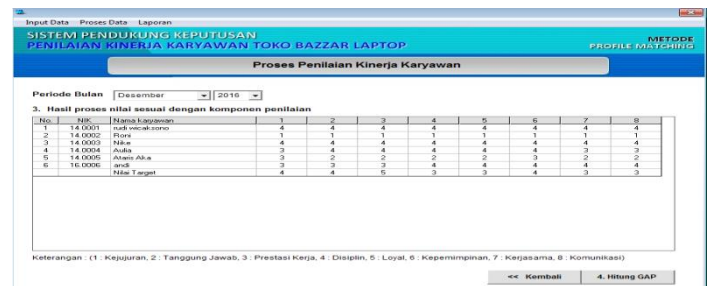 Input Data Proses Data Laporan
SISTEM PENDUKUNG KEPUTUSAN
PENILAIAN KINERJA KARYAWAN TOKO BAZZAR LAPTOP
METODE
PROFILE MATCHING
Proses Penilaian Kinerja Karyawan
Periode Bulan Desember 2016
3. Hasil proses nilai sesuai dengan komponen penilaian
No. NIK Nama karyawan 1 2 3 4 5 6 7 8
1 14.0001 rudi wicaksono 4 4 4 4 4 4 4 4
2 14.0002 Roni 1 1 1 1 1 1 1 1
3 14.0003 Nike 4 4 4 4 4 4 4 4
4 14.0004 Aulia 3 4 4 4 4 4 3 3
5 14.0005 Ataris Aka 3 2 2 2 2 3 2 2
6 16.0006 andi 3 3 3 4 4 4 4 4
Nilai Target 4 4 5 3 3 4 3 3
Keterangan : (1 : Kejujuran, 2 : Tanggung Jawab, 3 : Prestasi Kerja, 4 : Disiplin, 5 : Loyal, 6 : Kepemimpinan, 7 : Kerjasama, 8 : Komunikasi)
<< Kembali 4. Hitung GAP